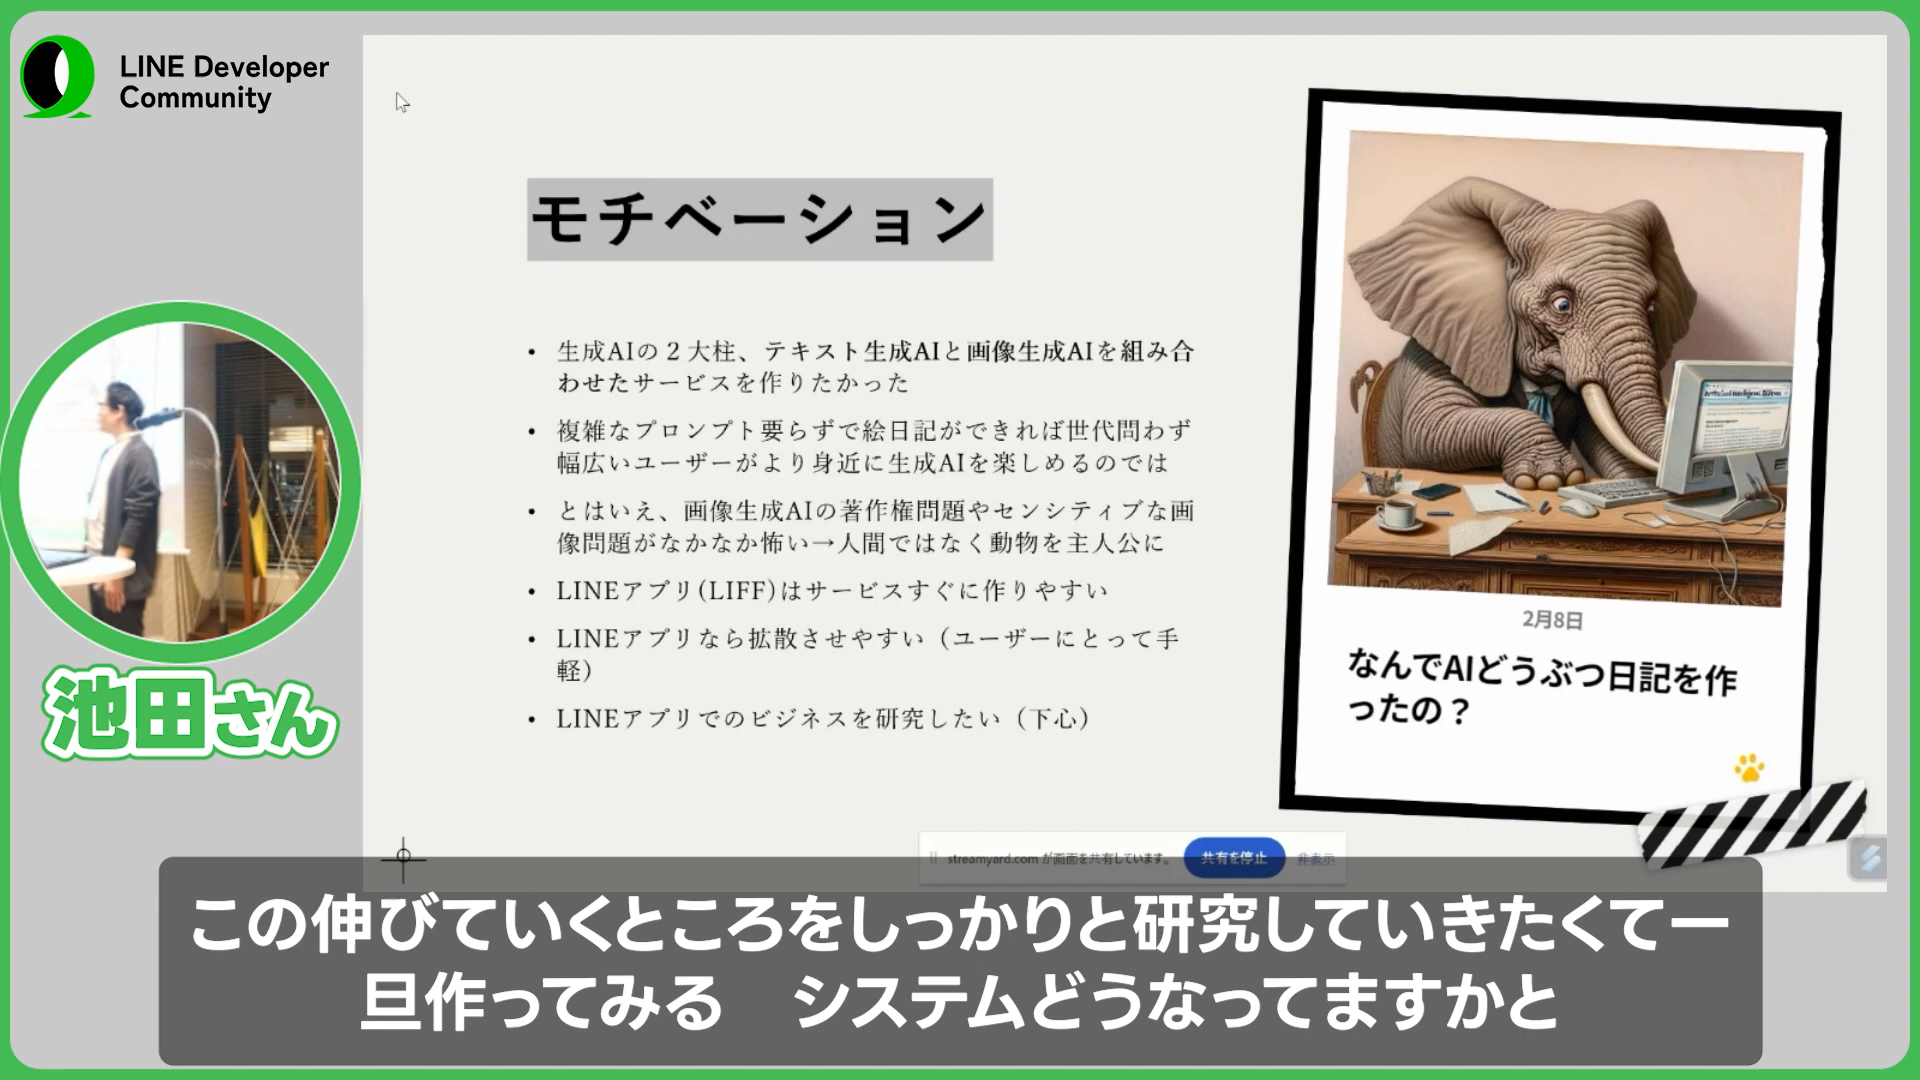 LINE Developer
Community
モチベーション
• 生成AIの２大柱、テキスト生成AIと画像生成AIを組み合
わせたサービスを作りたかった
• 複雑なプロンプト要らずで絵日記ができれば世代問わず
幅広いユーザーがより身近に生成AIを楽しめるのでは
• とはいえ、画像生成AIの著作権問題やセンシティブな画
像問題がなかなか怖い→人間ではなく動物を主人公に
• LINEアプリ(LIFF)はサービスすぐに作りやすい
• LINEアプリなら拡散させやすい（ユーザーにとって手
軽）
• LINEアプリでのビジネスを研究したい（下心）
2月8日
なんでAIどうぶつ日記を作
ったの？
池田さん
streamyard.com が画面を共有しています。
共有を停止
非表示
この伸びていくところをしっかりと研究していきたくて一
旦作ってみる　システムどうなってますかと